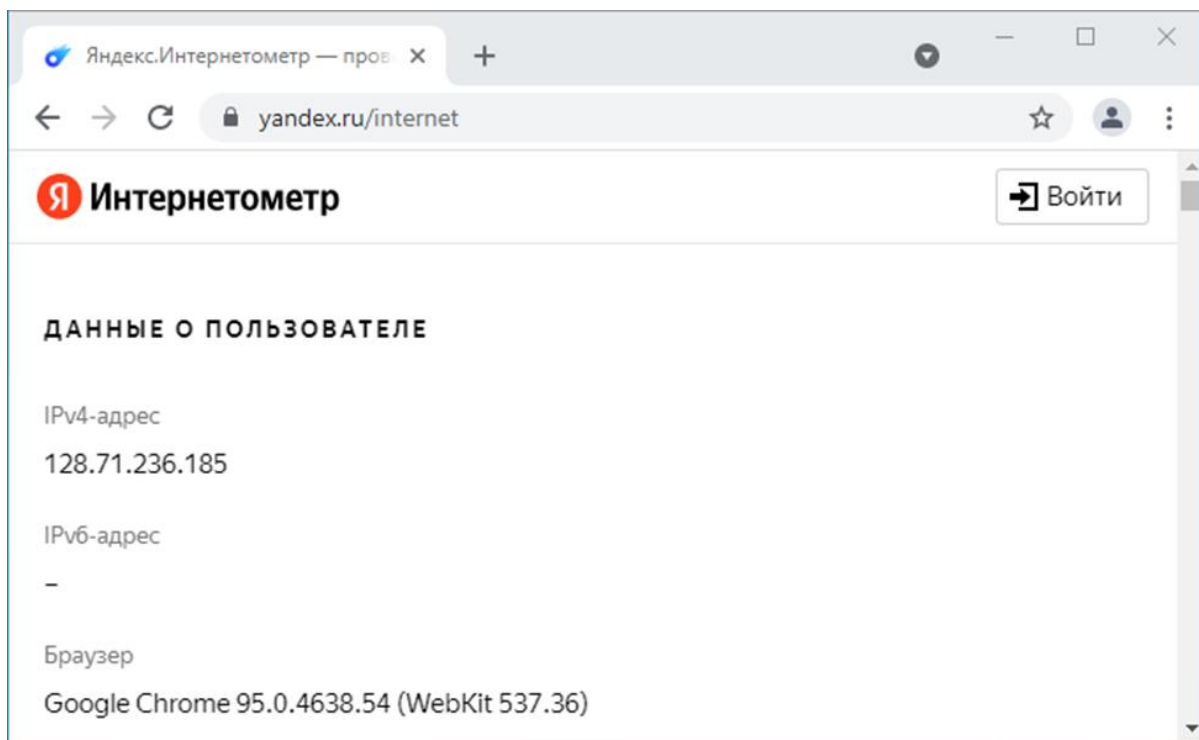 Яндекс.Интернетометр — пров
yandex.ru/internet
Я Интернетометр
Войти
ДАННЫЕ О ПОЛЬЗОВАТЕЛЕ
IPv4-адрес
128.71.236.185
IPv6-адрес
–
Браузер
Google Chrome 95.0.4638.54 (WebKit 537.36)